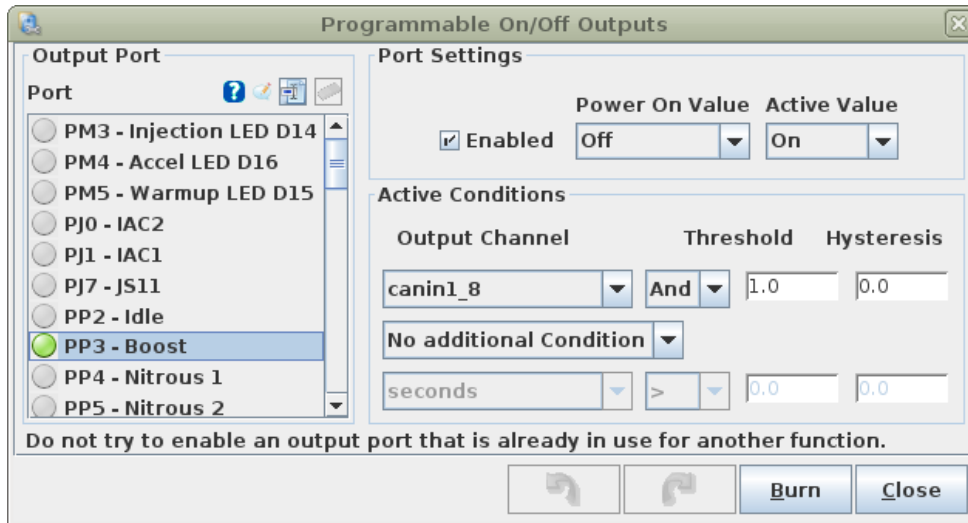 Programmable On/Off Outputs
Output Port
Port
PM3 - Injection LED D14
PM4 - Accel LED D16
PM5 - Warmup LED D15
PJ0 - IAC2
PJ1 - IAC1
PJ7 - JS11
PP2 - Idle
PP3 - Boost
PP4 - Nitrous 1
PP5 - Nitrous 2
Port Settings
Power On Value Active Value
Enabled Off On
Active Conditions
Output Channel Threshold Hysteresis
canin1_8 And 1.0 0.0
No additional Condition
seconds > 0.0 0.0
Do not try to enable an output port that is already in use for another function.
Burn Close